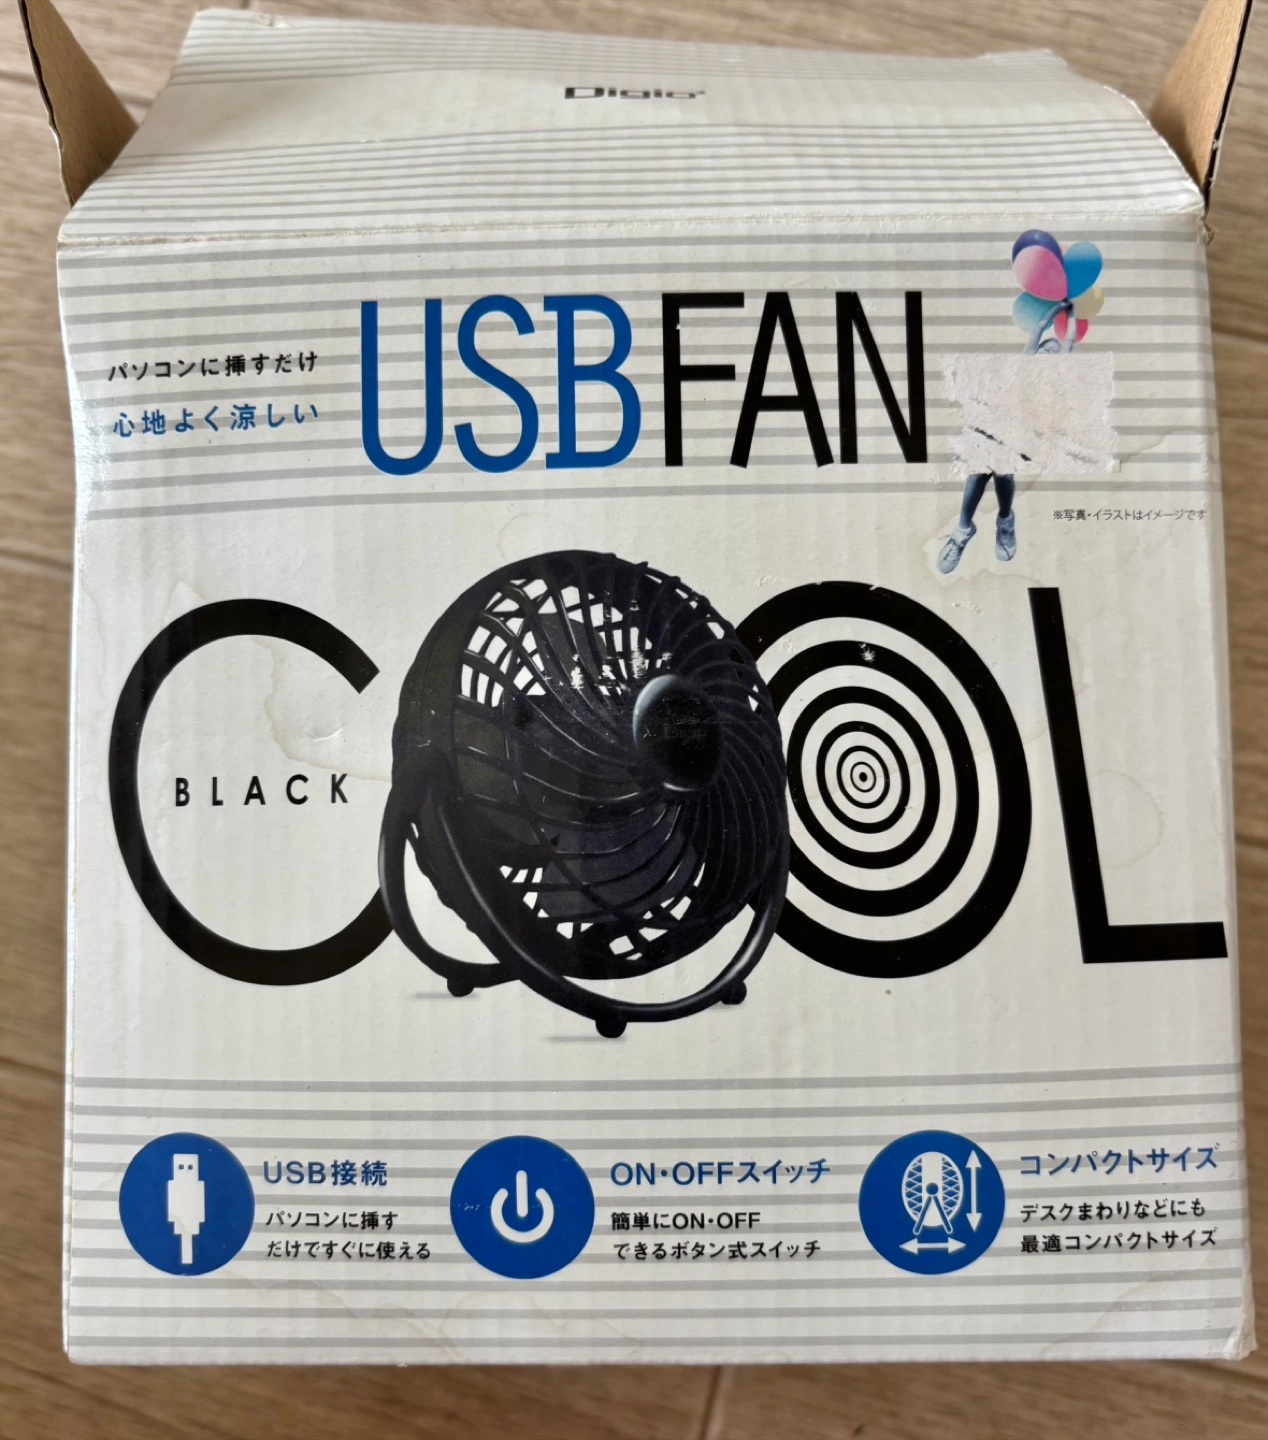 Digio²
USB FAN
パソコンに挿すだけ
心地よく涼しい
※写真・イラストはイメージです
COOL
BLACK
USB接続
パソコンに挿す
だけですぐに使える
ON・OFFスイッチ
簡単にON・OFF
できるボタン式スイッチ
コンパクトサイズ
デスクまわりなどにも
最適コンパクトサイズ